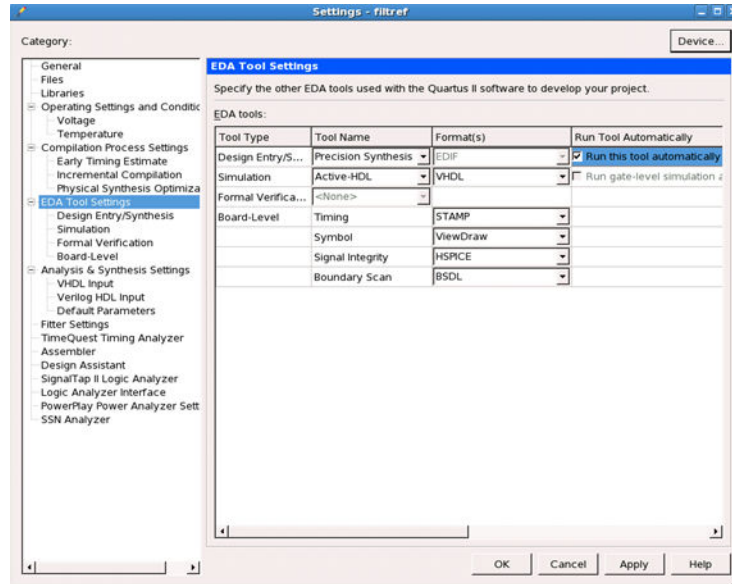 Settings - filtref
Category:
Device...
General
Files
Libraries
Operating Settings and Conditic
Voltage
Temperature
Compilation Process Settings
Early Timing Estimate
Incremental Compilation
Physical Synthesis Optimiza
EDA Tool Settings
Design Entry/Synthesis
Simulation
Formal Verification
Board-Level
Analysis & Synthesis Settings
VHDL Input
Verilog HDL Input
Default Parameters
Fitter Settings
TimeQuest Timing Analyzer
Assembler
Design Assistant
SignalTap II Logic Analyzer
Logic Analyzer Interface
PowerPlay Power Analyzer Sett
SSN Analyzer
EDA Tool Settings
Specify the other EDA tools used with the Quartus II software to develop your project.
EDA tools:
Tool Type Tool Name Format(s) Run Tool Automatically
Design Entry/S... Precision Synthesis EDIF Run this tool automatically
Simulation Active-HDL VHDL Run gate-level simulation a
Formal Verifica... <None>
Board-Level Timing STAMP
Symbol ViewDraw
Signal Integrity HSPICE
Boundary Scan BSDL
OK Cancel Apply Help